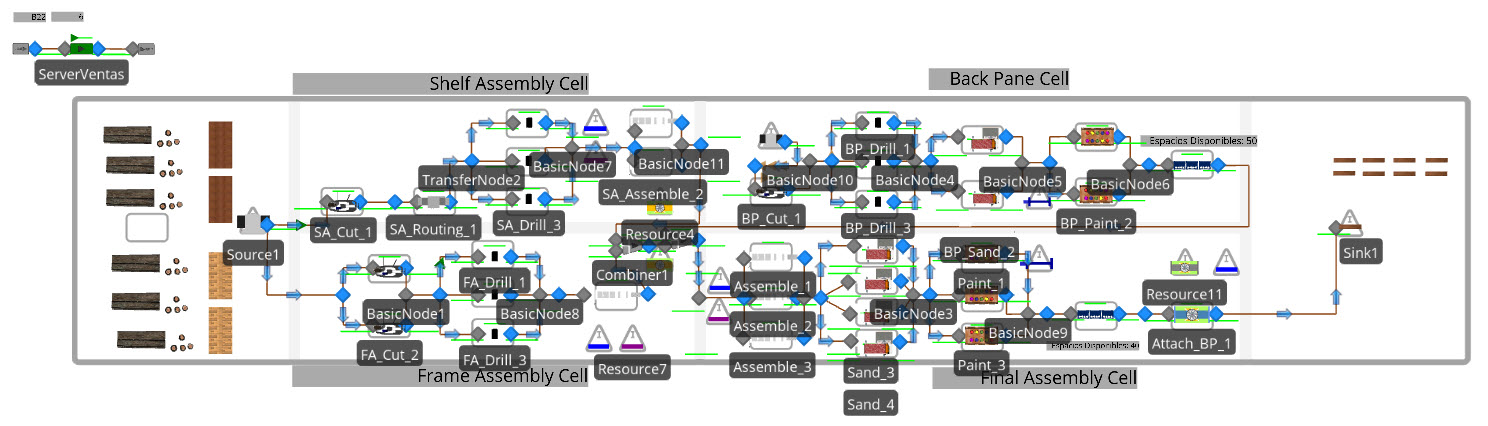 B22
6
ServerVentas
Shelf Assembly Cell
Back Pane Cell
Espacios Disponibles: 50
BP_Drill_1
BasicNode7
BasicNode11
TransferNode2
BasicNode10
BasicNode4
BasicNode5
BasicNode6
SA_Assemble_2
SA_Cut_1
SA_Routing_1
SA_Drill_3
BP_Cut_1
BP_Drill_3
BP_Paint_2
Source1
Resource4
BP_Sand_2
Sink1
Combiner1
FA_Drill_1
Assemble_1
Paint_1
Resource11
BasicNode1
BasicNode8
BasicNode3
Assemble_2
BasicNode9
Attach_BP_1
Espacios Disponibles: 40
FA_Cut_2
FA_Drill_3
Resource7
Assemble_3
Sand_3
Paint_3
Frame Assembly Cell
Final Assembly Cell
Sand_4